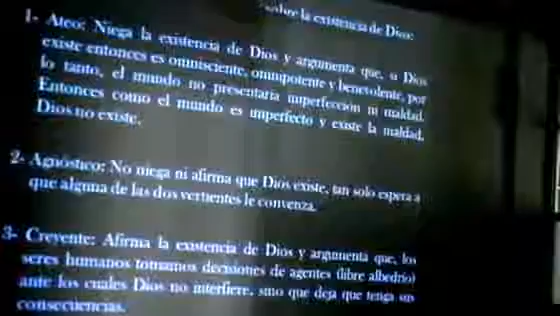 sobre la existencia de Dios:
1- Ateo: Niega la existencia de Dios y argumenta que, si Dios
existe entonces es omnisciente, omnipotente y benevolente, por
lo tanto, el mundo no presentaría imperfección ni maldad.
Entonces como el mundo es imperfecto y existe la maldad,
Dios no existe.
2- Agnóstico: No niega ni afirma que Dios existe, tan solo espera a
que alguna de las dos vertientes le convenza.
3- Creyente: Afirma la existencia de Dios y argumenta que, los
seres humanos tomamos decisiones de agentes (libre albedrío)
ante los cuales Dios no interfiere, sino que deja que tenga sus
consecuencias.